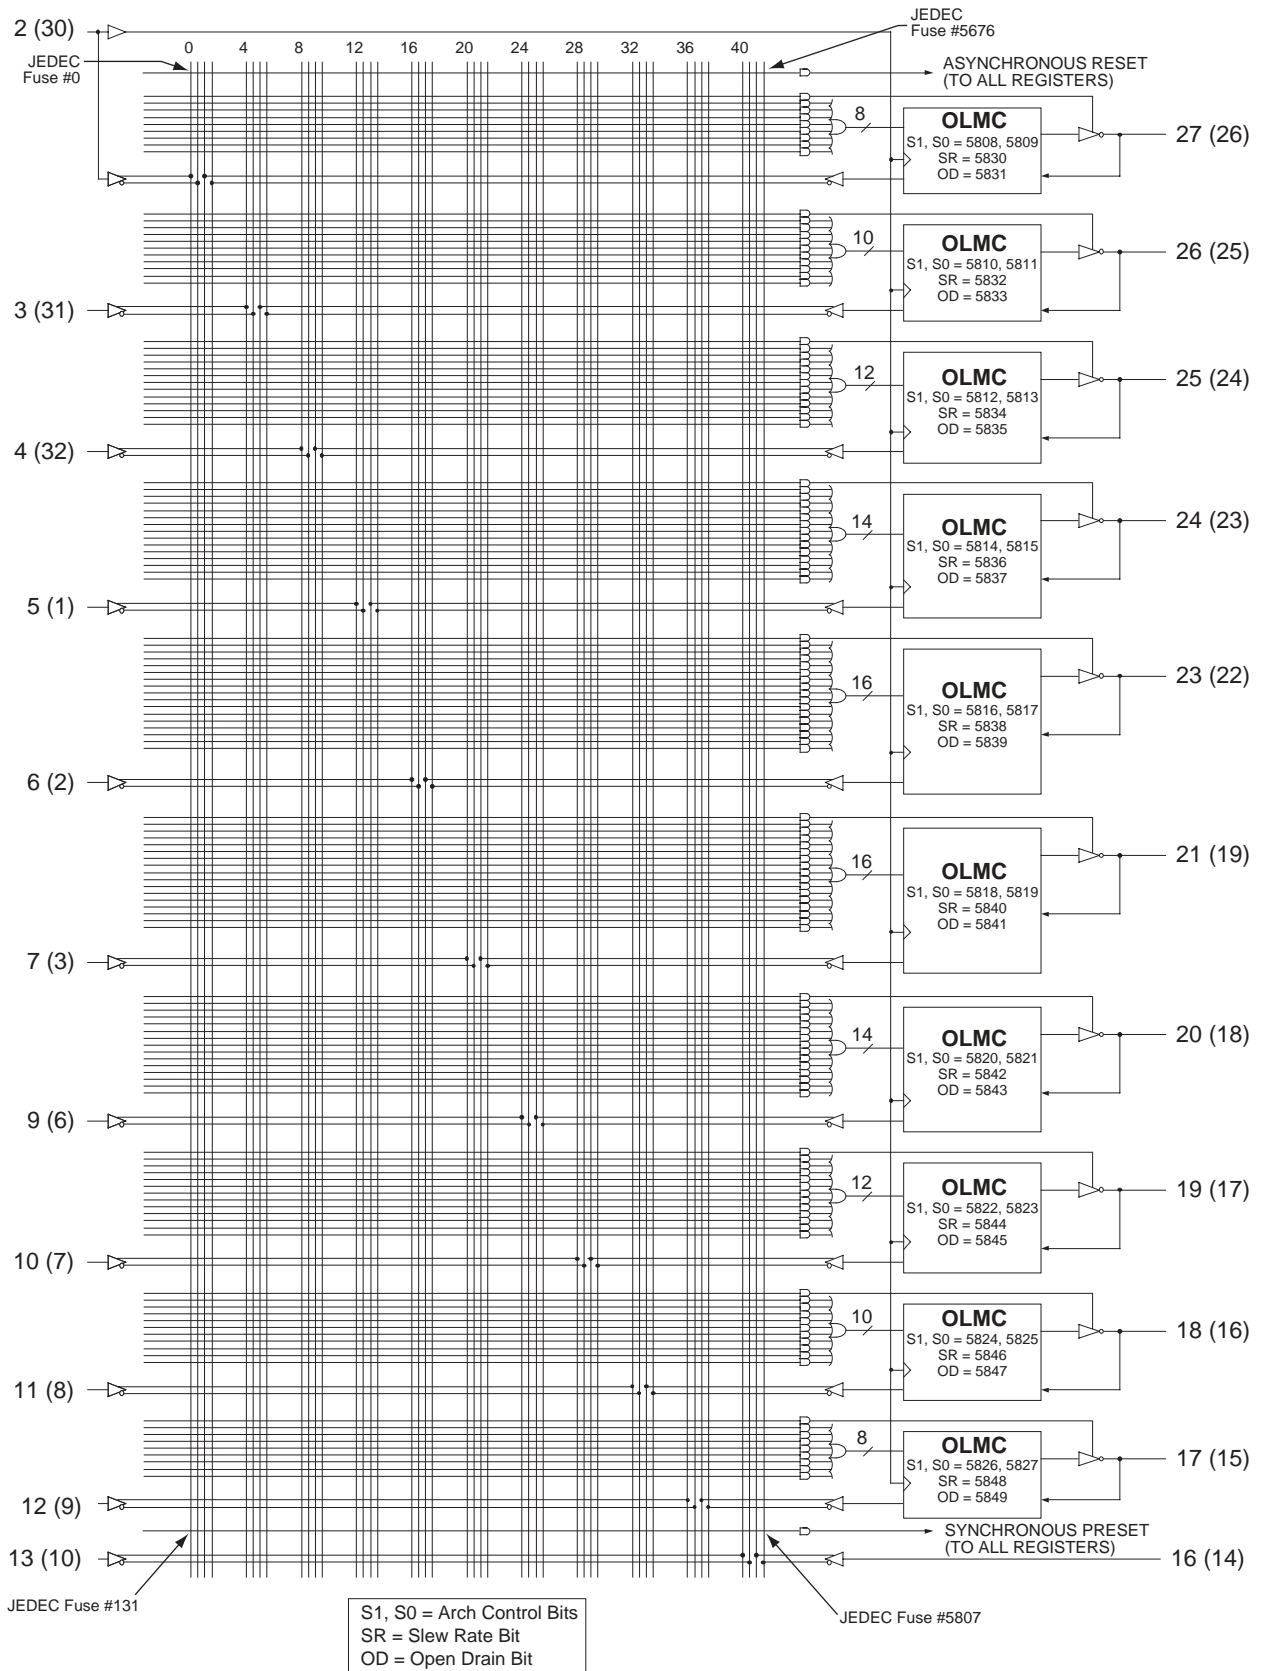 2 (30)
JEDEC
Fuse #0
0 4 8 12 16 20 24 28 32 36 40
JEDEC
Fuse #5676
ASYNCHRONOUS RESET
(TO ALL REGISTERS)
8
OLMC
S1, S0 = 5808, 5809
SR = 5830
OD = 5831
27 (26)
10
OLMC
S1, S0 = 5810, 5811
SR = 5832
OD = 5833
26 (25)
3 (31)
12
OLMC
S1, S0 = 5812, 5813
SR = 5834
OD = 5835
25 (24)
4 (32)
14
OLMC
S1, S0 = 5814, 5815
SR = 5836
OD = 5837
24 (23)
5 (1)
16
OLMC
S1, S0 = 5816, 5817
SR = 5838
OD = 5839
23 (22)
6 (2)
16
OLMC
S1, S0 = 5818, 5819
SR = 5840
OD = 5841
21 (19)
7 (3)
14
OLMC
S1, S0 = 5820, 5821
SR = 5842
OD = 5843
20 (18)
9 (6)
12
OLMC
S1, S0 = 5822, 5823
SR = 5844
OD = 5845
19 (17)
10 (7)
10
OLMC
S1, S0 = 5824, 5825
SR = 5846
OD = 5847
18 (16)
11 (8)
8
OLMC
S1, S0 = 5826, 5827
SR = 5848
OD = 5849
17 (15)
12 (9)
SYNCHRONOUS PRESET
(TO ALL REGISTERS)
13 (10)
16 (14)
JEDEC Fuse #131
JEDEC Fuse #5807
S1, S0 = Arch Control Bits
SR = Slew Rate Bit
OD = Open Drain Bit